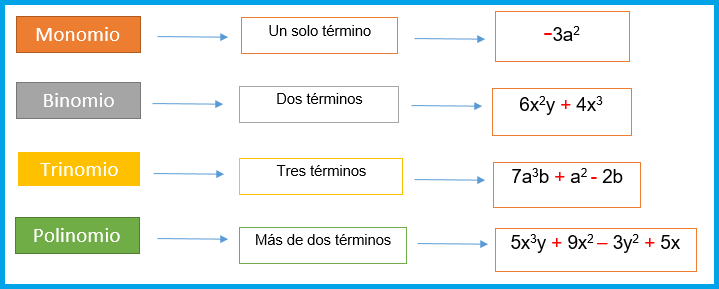 Monomio Un solo término -3a²
Binomio Dos términos 6x²y + 4x³
Trinomio Tres términos 7a³b + a² - 2b
Polinomio Más de dos términos 5x³y + 9x² – 3y² + 5x